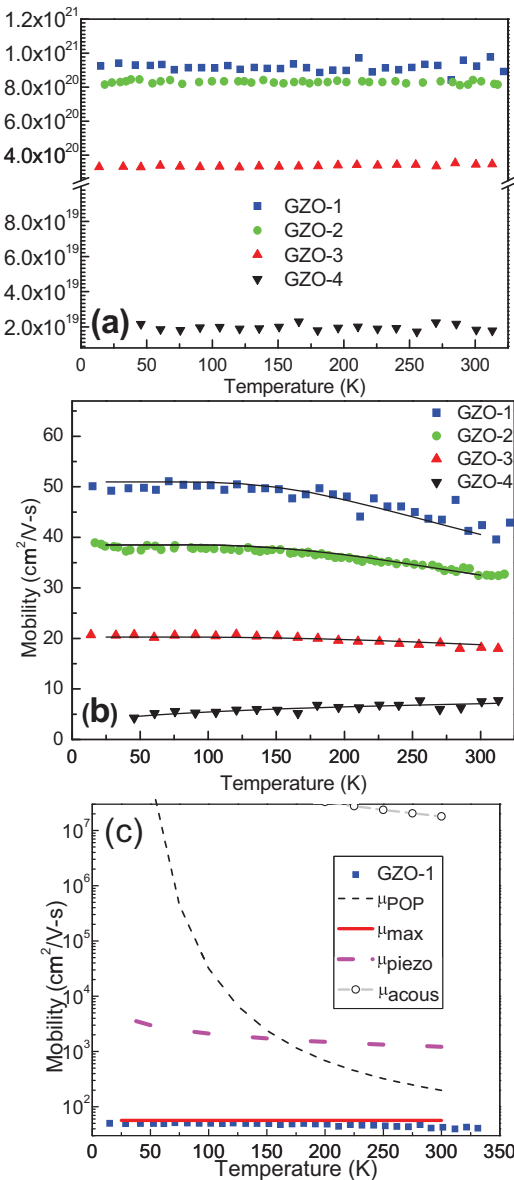 1.2x10^21
1.0x10^21
8.0x10^20
6.0x10^20
4.0x10^20
8.0x10^19
6.0x10^19
4.0x10^19
2.0x10^19
GZO-1
GZO-2
GZO-3
GZO-4
(a)
0 50 100 150 200 250 300
Temperature (K)
GZO-1
GZO-2
GZO-3
GZO-4
60
50
40
30
20
10
0
Mobility (cm²/V-s)
(b)
0 50 100 150 200 250 300
Temperature (K)
(c)
10^7
10^6
10^5
10^4
10^3
10^2
Mobility (cm²/V-s)
GZO-1
μPOP
μmax
μpiezo
μacous
0 50 100 150 200 250 300 350
Temperature (K)